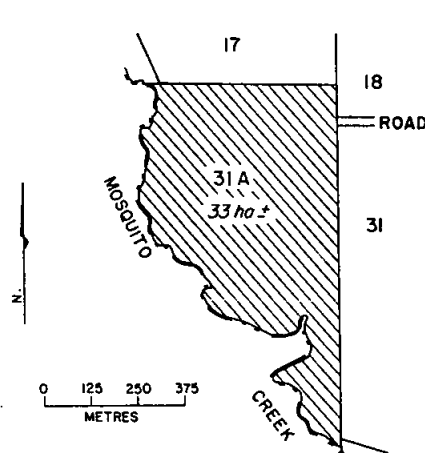 17
18
ROAD
31 A
33 ha ±
MOSQUITO
31
N.
0 125 250 375
METRES
CREEK